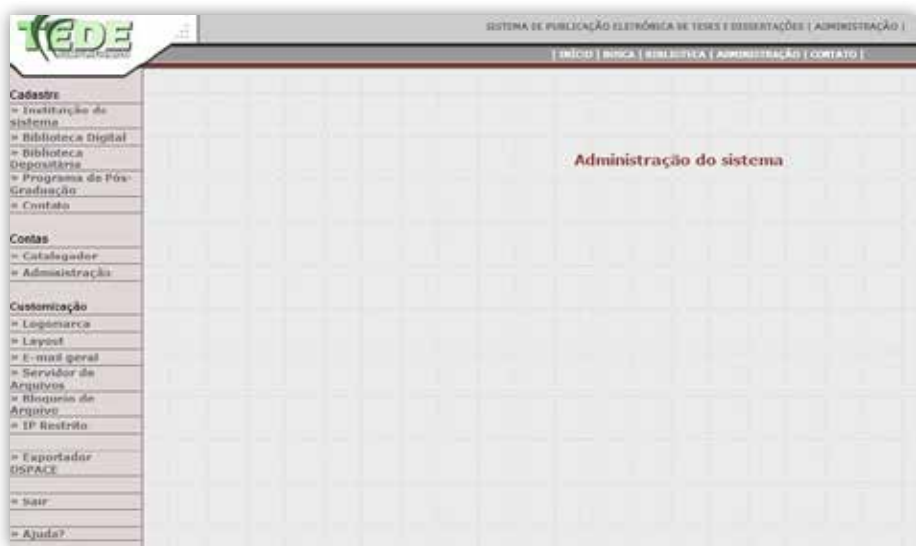 TEDE
SISTEMA DE PUBLICAÇÃO ELETRÔNICA DE TESES E DISSERTAÇÕES | ADMINISTRAÇÃO |
| INÍCIO | BUSCA | BIBLIOTECA | ADMINISTRAÇÃO | CONTATO |
Cadastro
» Instituição do
sistema
» Biblioteca Digital
» Biblioteca
Depositária
» Programa de Pós-
Graduação
» Contato
Contas
» Catalogador
» Administração
Customização
» Logomarca
» Layout
» E-mail geral
» Servidor de
Arquivos
» Bloqueio de
Arquivo
» IP Restrito
» Exportador
DSPACE
» Sair
» Ajuda?
Administração do sistema